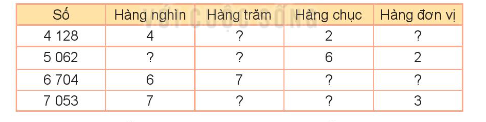 Số Hàng nghìn Hàng trăm Hàng chục Hàng đơn vị
4 128 4 ? 2 ?
5 062 ? ? 6 2
6 704 6 7 ? ?
7 053 7 ? ? 3